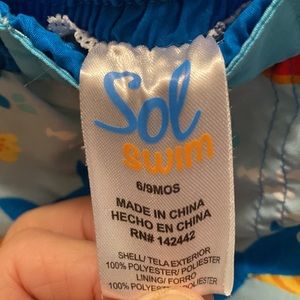 Sol
swim
6/9MOS
MADE IN CHINA
HECHO EN CHINA
RN# 142442
SHELL/ TELA EXTERIOR
100% POLYESTER/ POLIESTER
LINING/ FORRO
100% POLYESTER/ POLIESTER